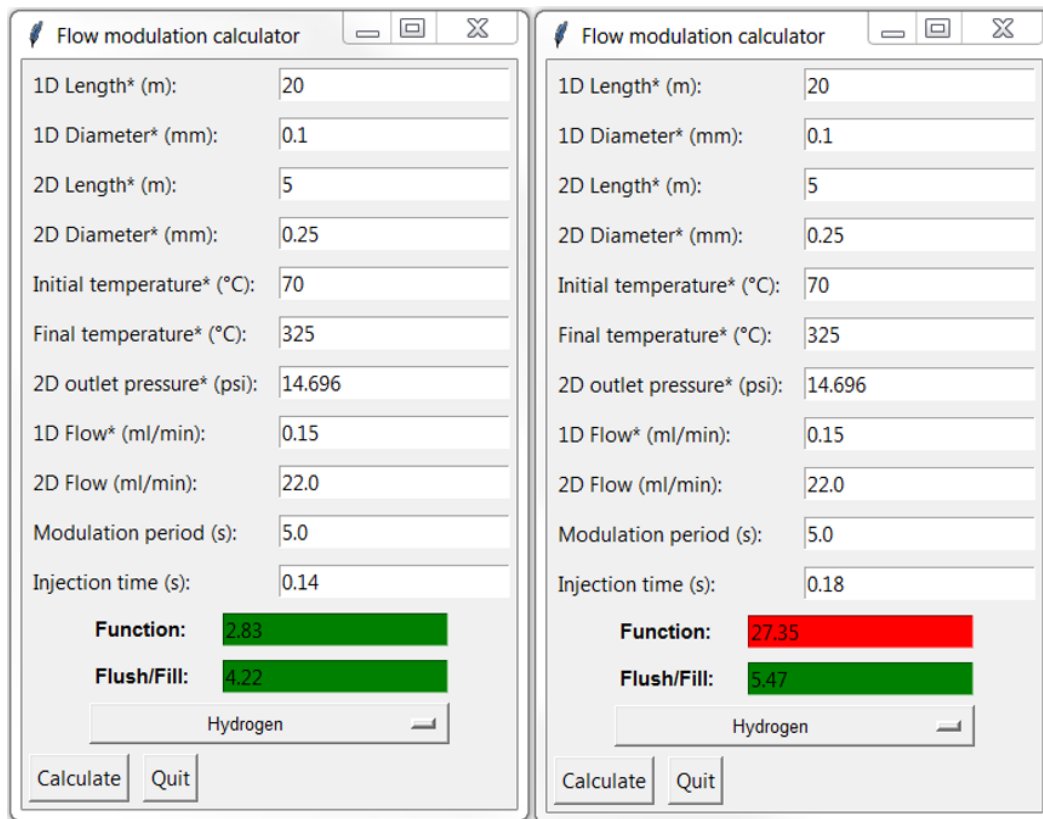 Flow modulation calculator
1D Length* (m): 20
1D Diameter* (mm): 0.1
2D Length* (m): 5
2D Diameter* (mm): 0.25
Initial temperature* (°C): 70
Final temperature* (°C): 325
2D outlet pressure* (psi): 14.696
1D Flow* (ml/min): 0.15
2D Flow (ml/min): 22.0
Modulation period (s): 5.0
Injection time (s): 0.14
Function: 2.83
Flush/Fill: 4.22
Hydrogen
Calculate Quit
Flow modulation calculator
1D Length* (m): 20
1D Diameter* (mm): 0.1
2D Length* (m): 5
2D Diameter* (mm): 0.25
Initial temperature* (°C): 70
Final temperature* (°C): 325
2D outlet pressure* (psi): 14.696
1D Flow* (ml/min): 0.15
2D Flow (ml/min): 22.0
Modulation period (s): 5.0
Injection time (s): 0.18
Function: 27.35
Flush/Fill: 5.47
Hydrogen
Calculate Quit